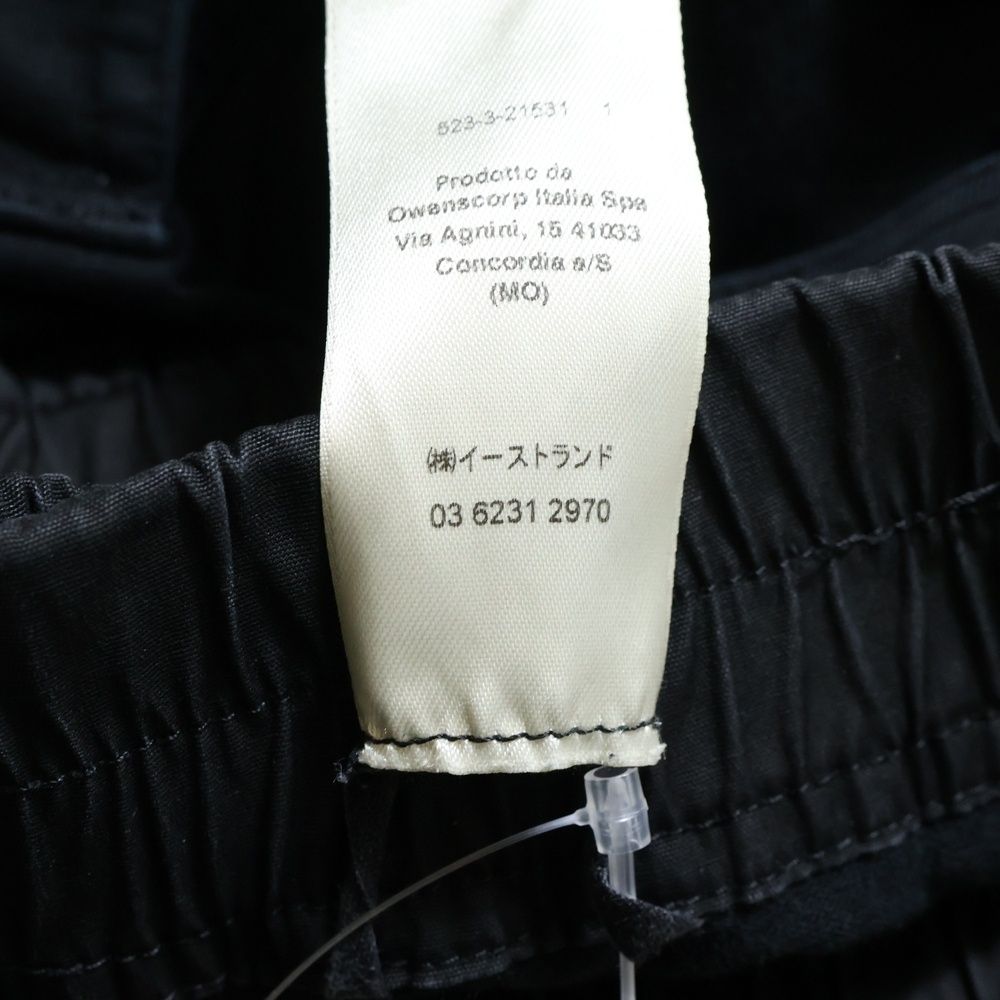 523-3-21531 1
Prodotto da
Owenscorp Italia Spa
Via Agnini, 15 41033
Concordia s/S
(MO)
㈱イーストランド
03 6231 2970